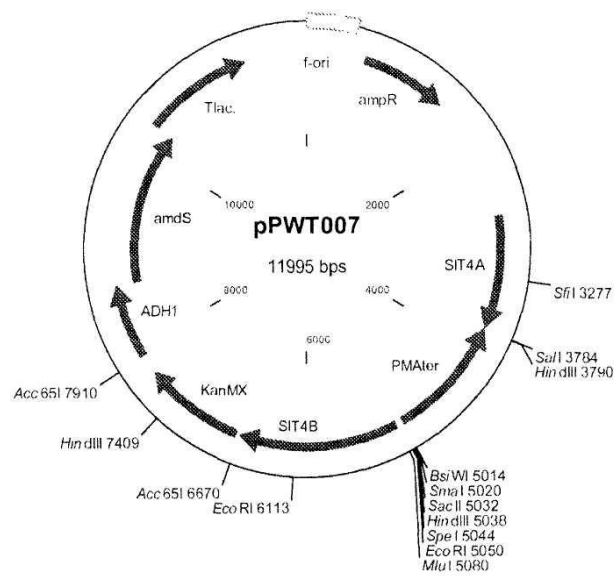 f-ori
ampR
Tlac.
10000
2000
amdS
pPWT007
11995 bps
SIT4A
SfiI 3277
8000
4000
ADH1
6000
SalI 3784
HindIII 3790
PMAter
Acc65I 7910
KanMX
SIT4B
HindIII 7409
Acc65I 6670
EcoRI 6113
BsiWI 5014
SmaI 5020
SacII 5032
HindIII 5038
SpeI 5044
EcoRI 5050
MluI 5080